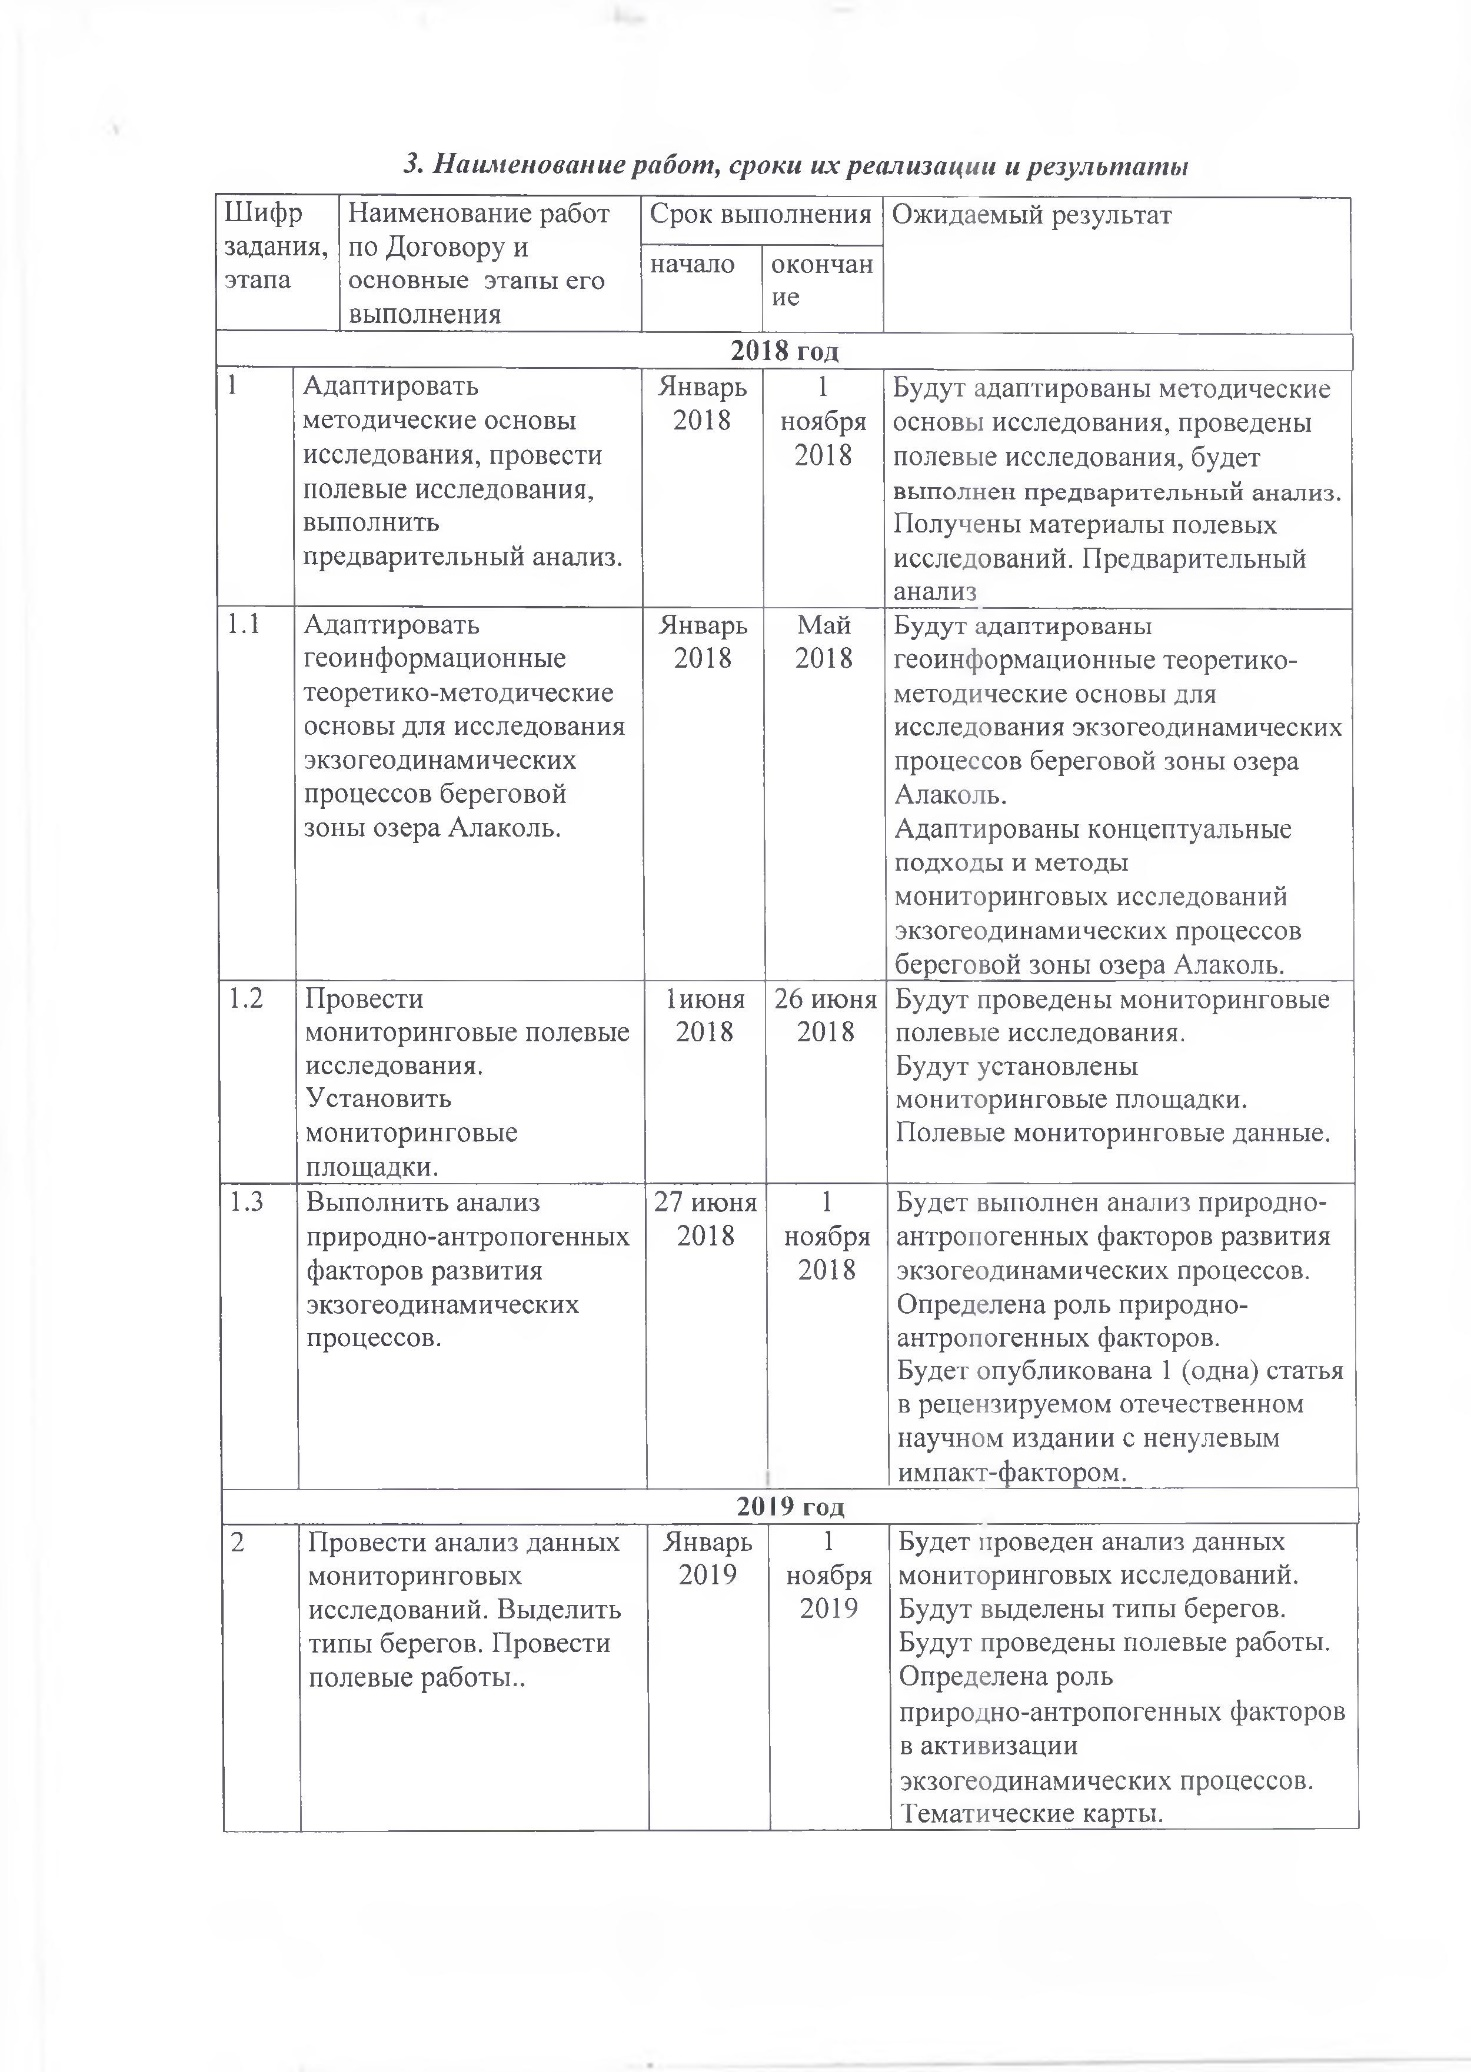 3. Наименование работ, сроки их реализации и результаты
Шифр
задания,
этапа
Наименование работ
по Договору и
основные этапы его
выполнения
Срок выполнения
начало
окончан
ие
Ожидаемый результат
2018 год
1
Адаптировать
методические основы
исследования, провести
полевые исследования,
выполнить
предварительный анализ.
Январь
2018
1
ноября
2018
Будут адаптированы методические
основы исследования, проведены
полевые исследования, будет
выполнен предварительный анализ.
Получены материалы полевых
исследований. Предварительный
анализ
1.1
Адаптировать
геоинформационные
теоретико-методические
основы для исследования
экзогеодинамических
процессов береговой
зоны озера Алаколь.
Январь
2018
Май
2018
Будут адаптированы
геоинформационные теоретико-
методические основы для
исследования экзогеодинамических
процессов береговой зоны озера
Алаколь.
Адаптированы концептуальные
подходы и методы
мониторинговых исследований
экзогеодинамических процессов
береговой зоны озера Алаколь.
1.2
Провести
мониторинговые полевые
исследования.
Установить
мониторинговые
площадки.
1июня
2018
26 июня
2018
Будут проведены мониторинговые
полевые исследования.
Будут установлены
мониторинговые площадки.
Полевые мониторинговые данные.
1.3
Выполнить анализ
природно-антропогенных
факторов развития
экзогеодинамических
процессов.
27 июня
2018
1
ноября
2018
Будет выполнен анализ природно-
антропогенных факторов развития
экзогеодинамических процессов.
Определена роль природно-
антропогенных факторов.
Будет опубликована 1 (одна) статья
в рецензируемом отечественном
научном издании с ненулевым
импакт-фактором.
2019 год
2
Провести анализ данных
мониторинговых
исследований. Выделить
типы берегов. Провести
полевые работы..
Январь
2019
1
ноября
2019
Будет проведен анализ данных
мониторинговых исследований.
Будут выделены типы берегов.
Будут проведены полевые работы.
Определена роль
природно-антропогенных факторов
в активизации
экзогеодинамических процессов.
Тематические карты.